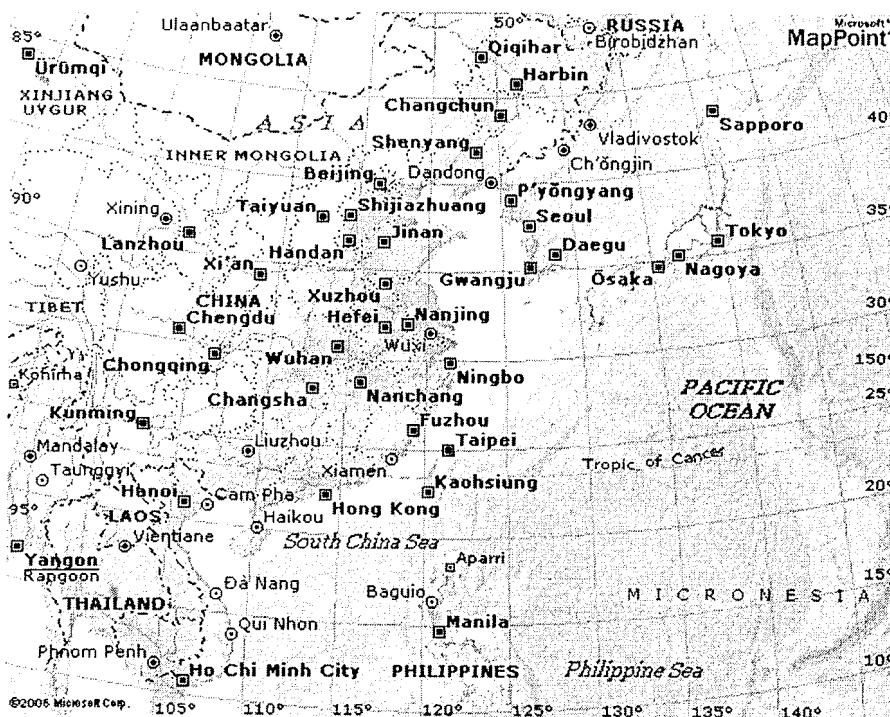 Ulaanbaatar
50°
RUSSIA
Microsoft®
85°
Birobidzhan
MapPoint®
MONGOLIA
Qiqihar
Ürümqi
Harbin
XINJIANG
UYGUR
Changchun
40°
ASIA
Vladivostok
Sapporo
Shenyang
INNER MONGOLIA
Ch'ŏngjin
Beijing
Dandong
90°
P'yŏngyang
35°
Xining
Taiyuan
Shijiazhuang
Seoul
Tokyo
Lanzhou
Jinan
Daegu
Handan
Xi'an
Gwangju
Ōsaka
Nagoya
Yushu
30°
CHINA
Xuzhou
TIBET
Chengdu
Hefei
Nanjing
Wuxi
Chongqing
Wuhan
150°
Kohima
Ningbo
25°
Changsha
Nanchang
PACIFIC
OCEAN
Kunming
Fuzhou
Mandalay
Liuzhou
Taipei
Taunggyi
Xiamen
Tropic of Cancer
Hanoi
Cam Pha
Kaohsiung
20°
95°
LAOS
Hong Kong
Haikou
Vientiane
South China Sea
Yangon
Rangoon
Aparri
15°
Đà Nang
Baguio
MICRONESIA
THAILAND
Qui Nhon
Manila
Phnom Penh
Ho Chi Minh City
PHILIPPINES
Philippine Sea
10°
©2006 Microsoft Corp.
105°
110°
115°
120°
125°
130°
135°
140°